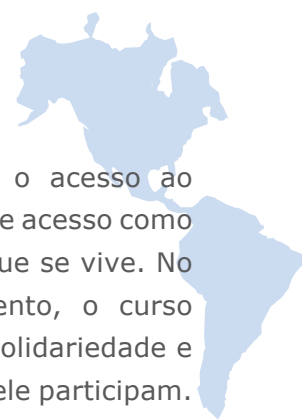 o acesso ao
e acesso como
ue se vive. No
ento, o curso
olidariedade e
ele participam.